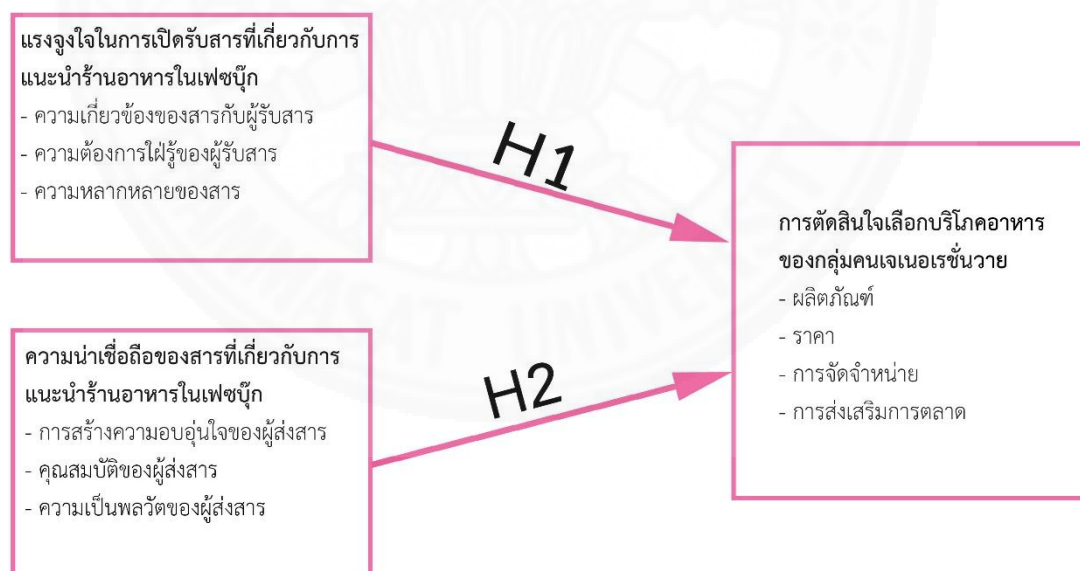 แรงจูงใจในการเปิดรับสารที่เกี่ยวกับการ
แนะนำร้านอาหารในเฟซบุ๊ก
- ความเกี่ยวข้องของสารกับผู้รับสาร
- ความต้องการใฝ่รู้ของผู้รับสาร
- ความหลากหลายของสาร
H1
การตัดสินใจเลือกบริโภคอาหาร
ของกลุ่มคนเจเนอเรชั่นวาย
- ผลิตภัณฑ์
- ราคา
- การจัดจำหน่าย
- การส่งเสริมการตลาด
ความน่าเชื่อถือของสารที่เกี่ยวกับการ
แนะนำร้านอาหารในเฟซบุ๊ก
- การสร้างความอบอุ่นใจของผู้ส่งสาร
- คุณสมบัติของผู้ส่งสาร
- ความเป็นพลวัตของผู้ส่งสาร
H2